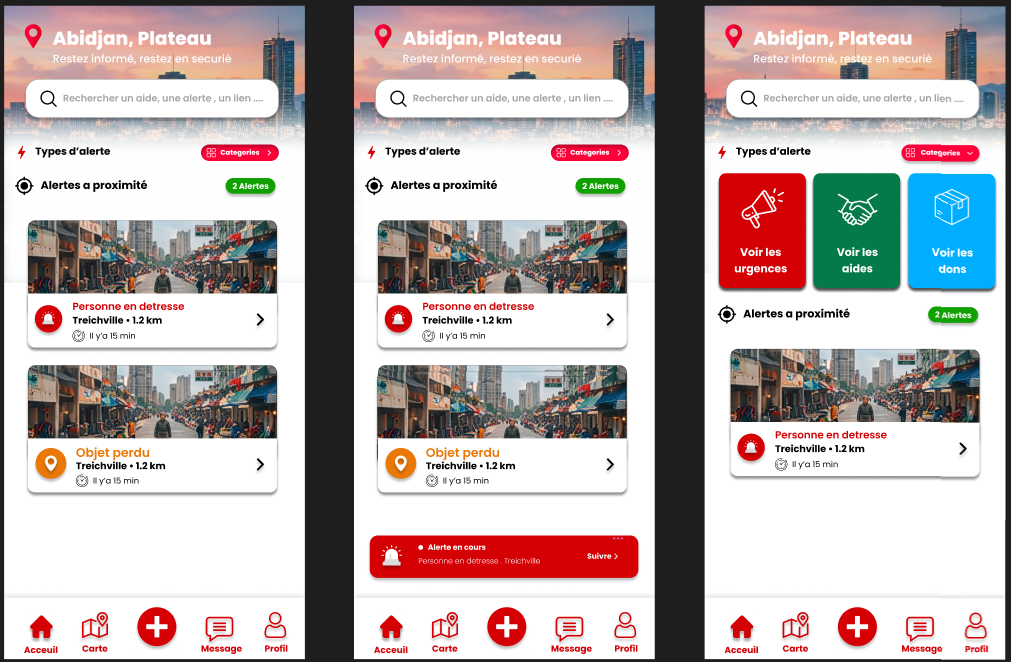 Abidjan, Plateau
Restez informé, restez en securié
Rechercher un aide, une alerte , un lien ....
Types d'alerte
Categories
Alertes a proximité
2 Alertes
Personne en detresse
Treichville • 1.2 km
Il y'a 15 min
Objet perdu
Treichville • 1.2 km
Il y'a 15 min
Acceuil
Carte
Message
Profil
Abidjan, Plateau
Restez informé, restez en securié
Rechercher un aide, une alerte , un lien ....
Types d'alerte
Categories
Alertes a proximité
2 Alertes
Personne en detresse
Treichville • 1.2 km
Il y'a 15 min
Objet perdu
Treichville • 1.2 km
Il y'a 15 min
Alerte en cours
Personne en detresse . Treichville
Suivre
Acceuil
Carte
Message
Profil
Abidjan, Plateau
Restez informé, restez en securié
Rechercher un aide, une alerte , un lien ....
Types d'alerte
Categories
Voir les
urgences
Voir les
aides
Voir les
dons
Alertes a proximité
2 Alertes
Personne en detresse
Treichville • 1.2 km
Il y'a 15 min
Acceuil
Carte
Message
Profil